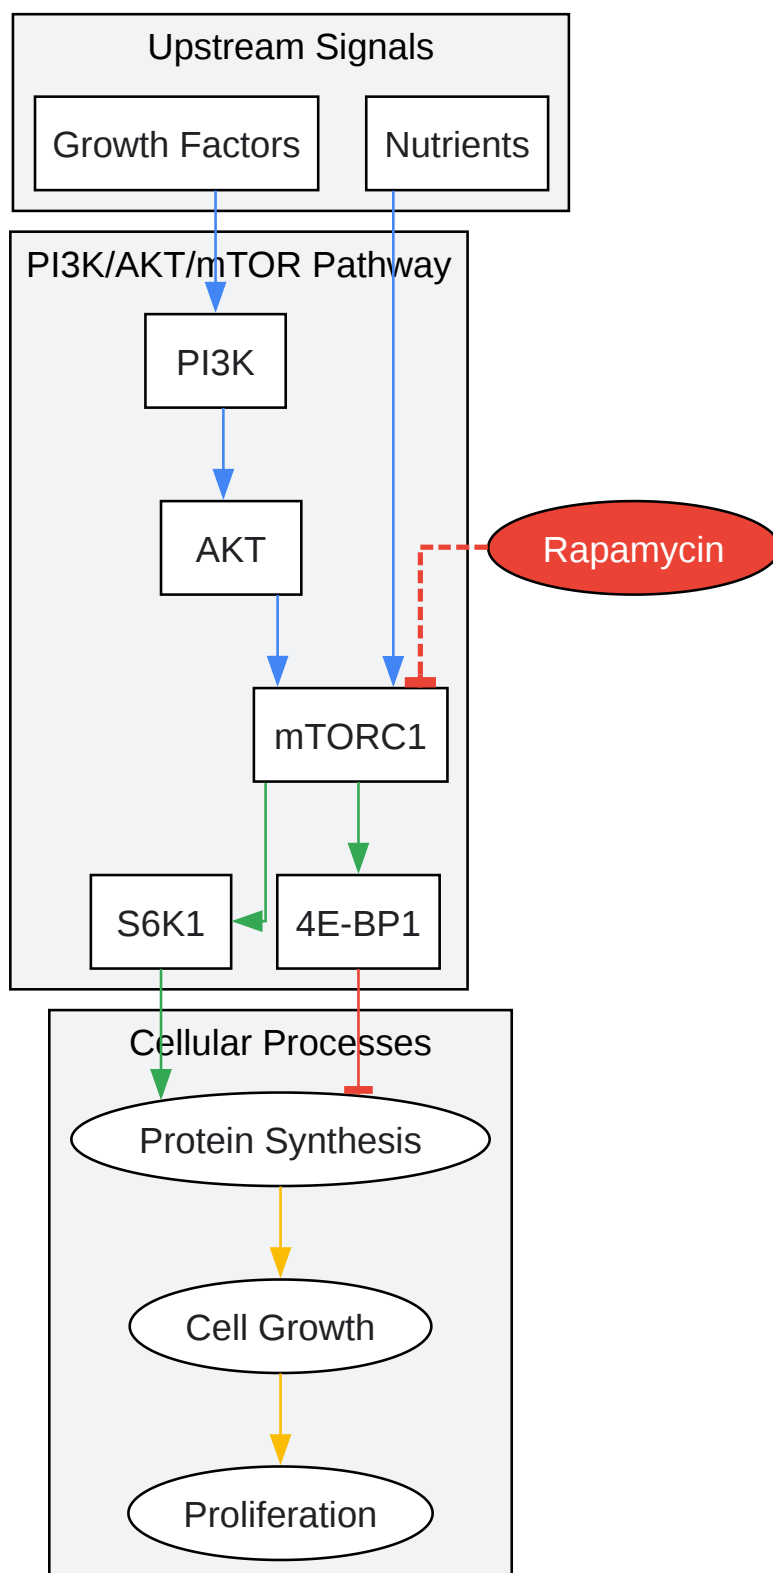 Upstream Signals
Growth Factors
Nutrients
PI3K/AKT/mTOR Pathway
PI3K
AKT
Rapamycin
mTORC1
S6K1
4E-BP1
Cellular Processes
Protein Synthesis
Cell Growth
Proliferation